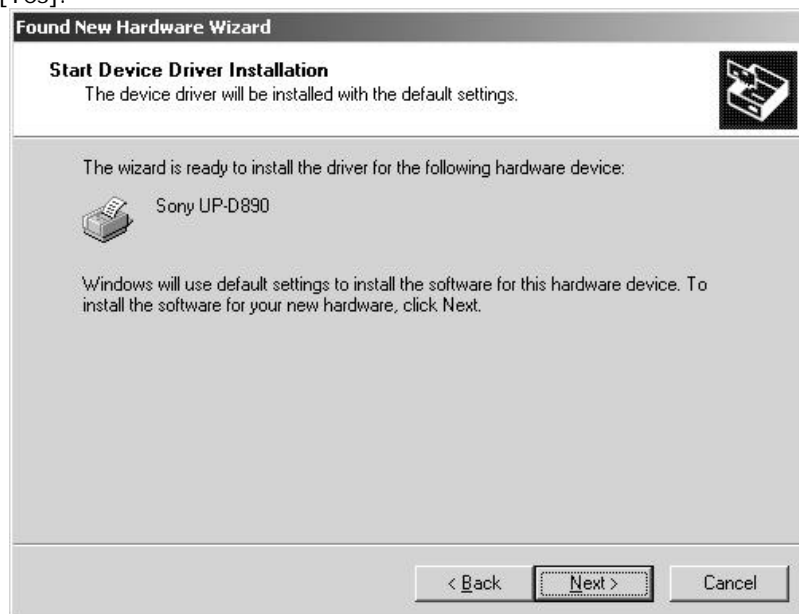 [Yes].
Found New Hardware Wizard
Start Device Driver Installation
The device driver will be installed with the default settings.
The wizard is ready to install the driver for the following hardware device:
Sony UP-D890
Windows will use default settings to install the software for this hardware device. To
install the software for your new hardware, click Next.
< Back
Next >
Cancel